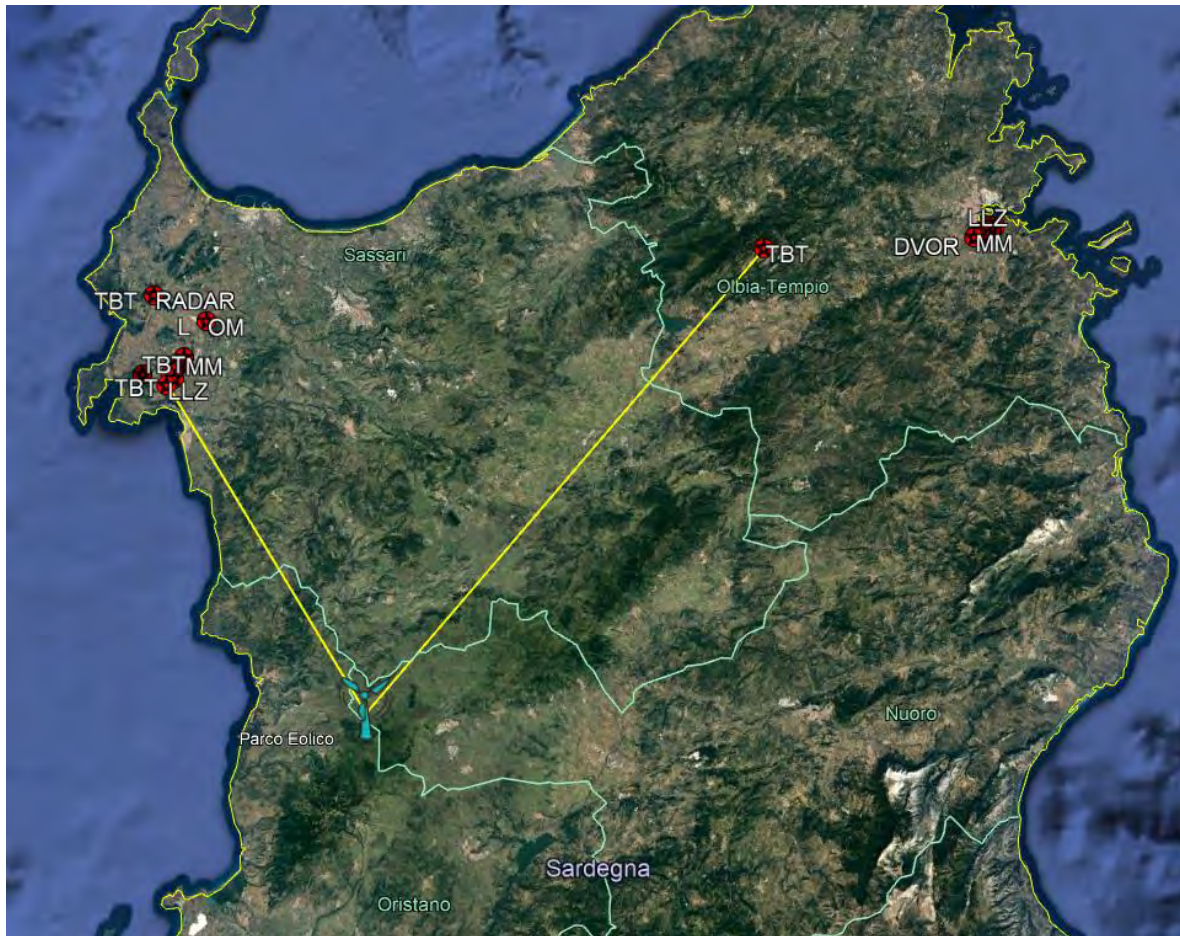 LLZ
DVOR MM
TBT
Sassari
Olbia-Tempio
TBT RADAR
L OM
TBT MM
TBT LLZ
Nuoro
Parco Eolico
Sardegna
Oristano